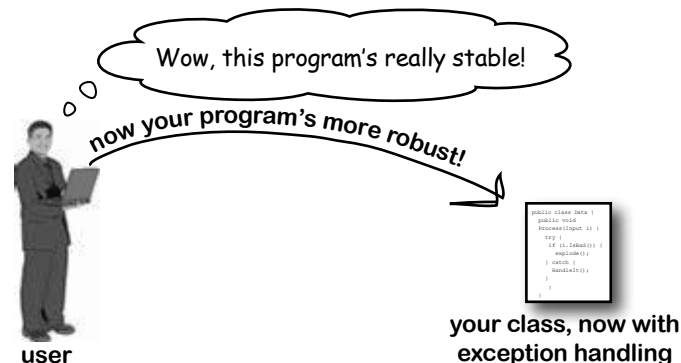 Wow, this program's really stable!
now your program's more robust!
public class Data {
public void
Process(Input i) {
try {
if (i.IsBad()) {
explode();
} catch {
HandleIt();
}
}
}
your class, now with
exception handling
user